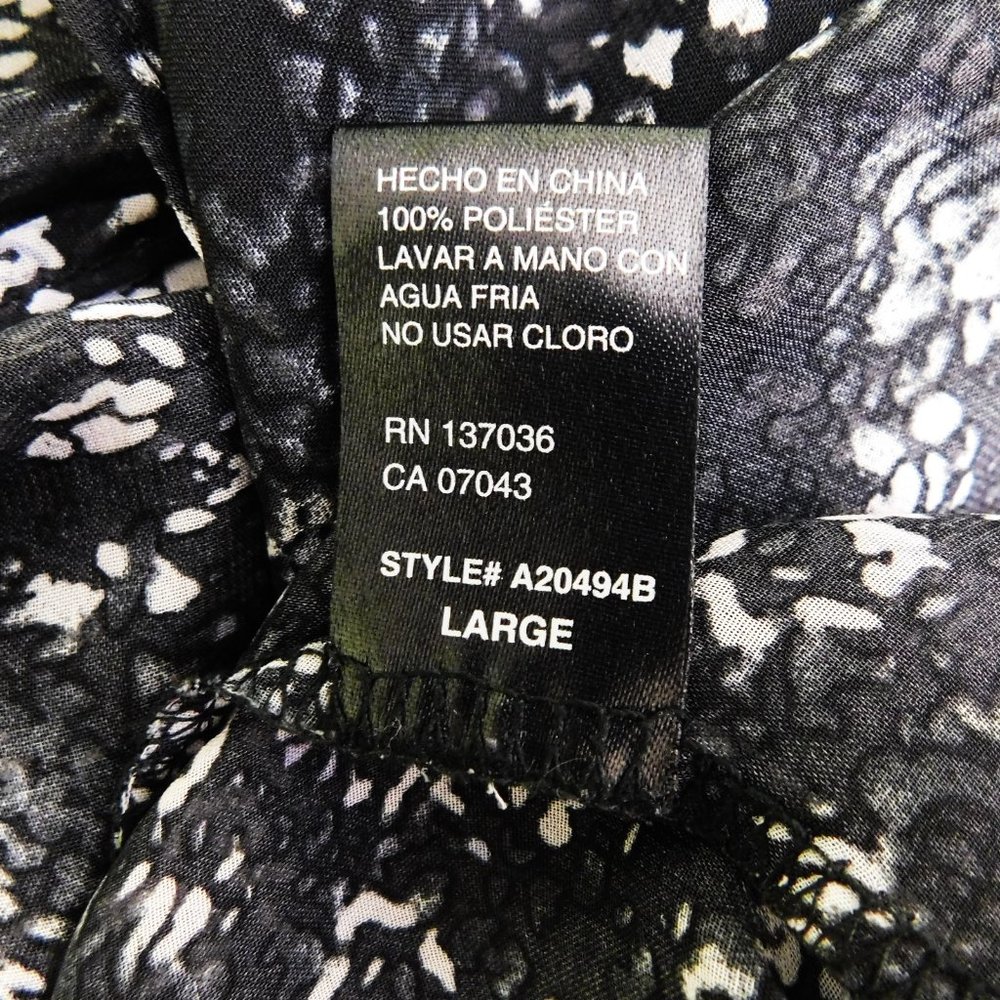 HECHO EN CHINA
100% POLIÉSTER
LAVAR A MANO CON
AGUA FRIA
NO USAR CLORO
RN 137036
CA 07043
STYLE# A20494B
LARGE